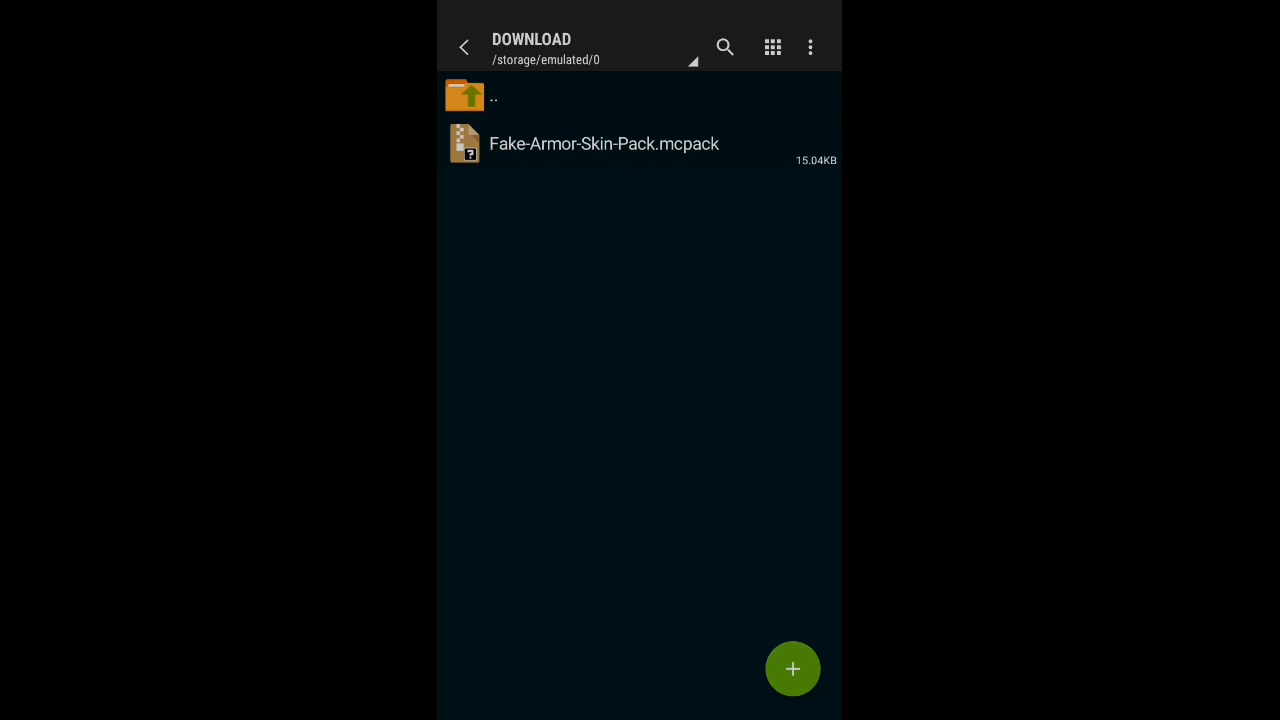 DOWNLOAD
/storage/emulated/0
..
Fake-Armor-Skin-Pack.mcpack
15.04KB